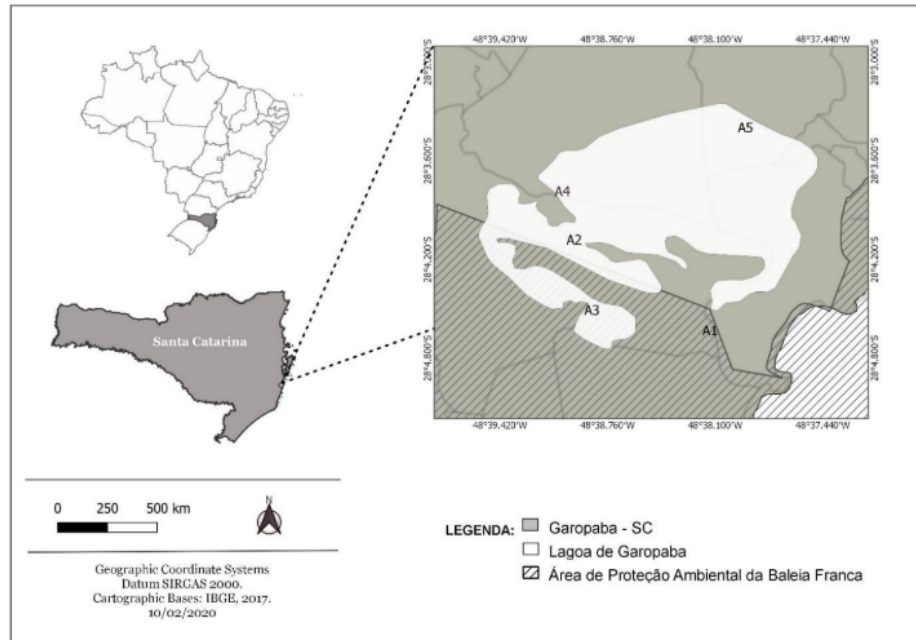 48°39.420'W 48°38.760'W 48°38.100'W 48°37.440'W
28°3.000'S
28°3.000'S
28°3.600'S
28°3.600'S
28°4.200'S
28°4.200'S
28°4.800'S
28°4.800'S
A5
A4
A2
A3
A1
48°39.420'W 48°38.760'W 48°38.100'W 48°37.440'W
Santa Catarina
0 250 500 km
N
Geographic Coordinate Systems
Datum SIRGAS 2000.
Cartographic Bases: IBGE, 2017.
10/02/2020
LEGENDA: Garopaba - SC
Lagoa de Garopaba
Área de Proteção Ambiental da Baleia Franca